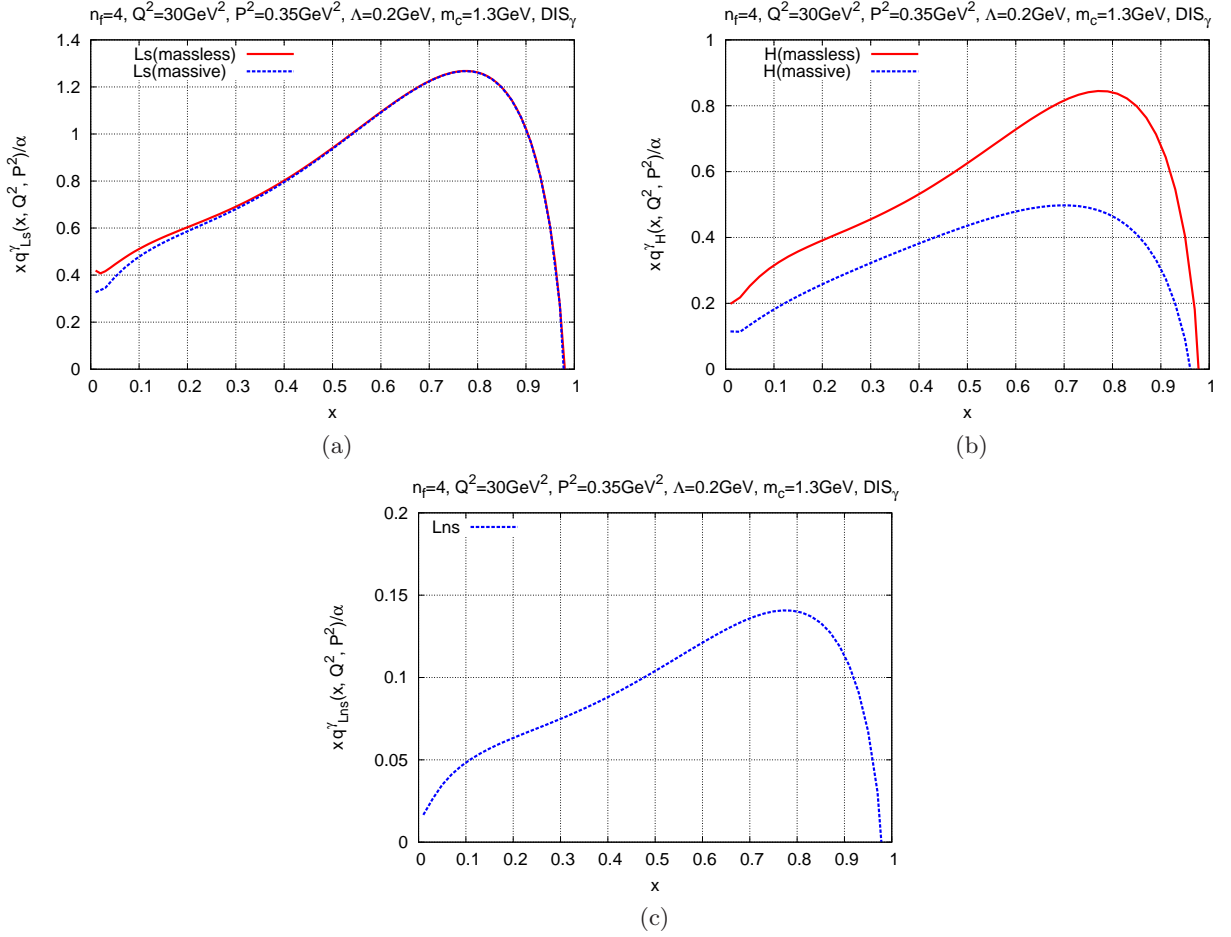 n_f=4, Q^2=30GeV^2, P^2=0.35GeV^2, Λ=0.2GeV, m_c=1.3GeV, DIS_γ
Ls(massless)
Ls(massive)
x q^γ_Ls(x, Q^2, P^2)/α
1.4
1.2
1
0.8
0.6
0.4
0.2
0
0 0.1 0.2 0.3 0.4 0.5 0.6 0.7 0.8 0.9 1
x
(a)
n_f=4, Q^2=30GeV^2, P^2=0.35GeV^2, Λ=0.2GeV, m_c=1.3GeV, DIS_γ
H(massless)
H(massive)
x q^γ_H(x, Q^2, P^2)/α
1
0.8
0.6
0.4
0.2
0
0 0.1 0.2 0.3 0.4 0.5 0.6 0.7 0.8 0.9 1
x
(b)
n_f=4, Q^2=30GeV^2, P^2=0.35GeV^2, Λ=0.2GeV, m_c=1.3GeV, DIS_γ
Lns
x q^γ_Lns(x, Q^2, P^2)/α
0.2
0.15
0.1
0.05
0
0 0.1 0.2 0.3 0.4 0.5 0.6 0.7 0.8 0.9 1
x
(c)